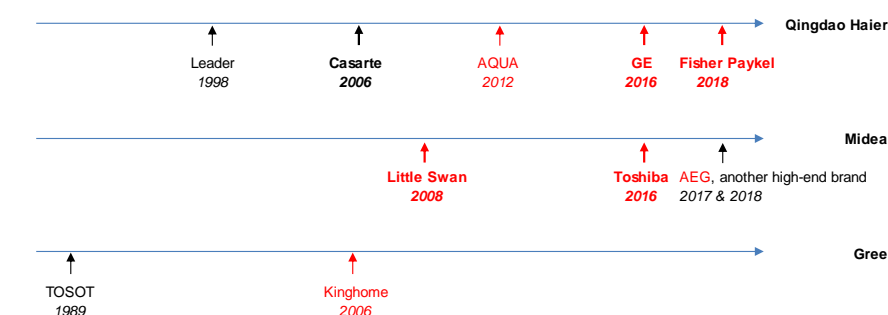 Qingdao Haier
Leader Casarte AQUA GE Fisher Paykel
1998 2006 2012 2016 2018
Midea
Little Swan Toshiba AEG, another high-end brand
2008 2016 2017 & 2018
Gree
TOSOT Kinghome
1989 2006